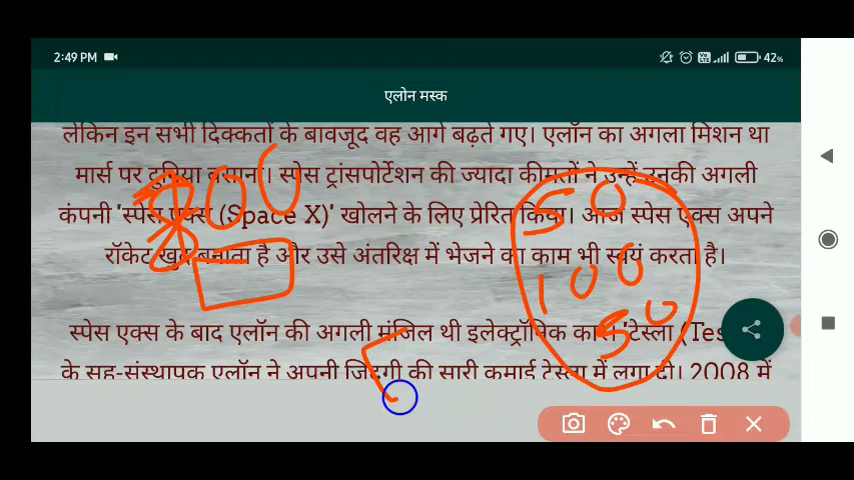 2:49 PM 42%
एलोन मस्क
लेकिन इन सभी दिक्कतों के बावजूद वह आगे बढ़ते गए। एलॉन का अगला मिशन था
मार्स पर दुनिया बसाना। स्पेस ट्रांसपोर्टेशन की ज्यादा कीमतों ने उन्हें उनकी अगली
कंपनी 'स्पेस एक्स (Space X)' खोलने के लिए प्रेरित किया। आज स्पेस एक्स अपने
रॉकेट खुद बनाता है और उसे अंतरिक्ष में भेजने का काम भी स्वयं करता है।
स्पेस एक्स के बाद एलॉन की अगली मंजिल थी इलेक्ट्रॉनिक कार्स 'टेस्ला (Tes
के सह-संस्थापक एलॉन ने अपनी जिंदगी की सारी कमाई टेस्ला में लगा दी। 2008 में
00
50
100
50